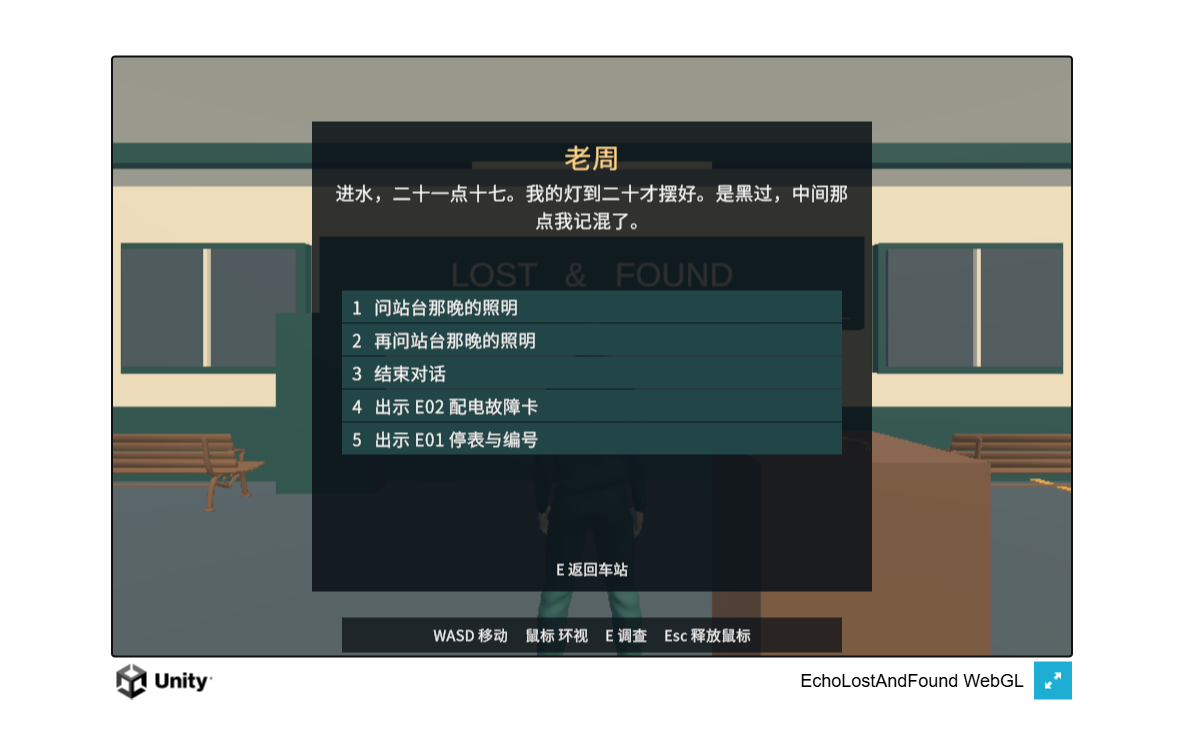 老周
进水，二十一点十七。我的灯到二十才摆好。是黑过，中间那
点我记混了。
LOST & FOUND
1 问站台那晚的照明
2 再问站台那晚的照明
3 结束对话
4 出示 E02 配电故障卡
5 出示 E01 停表与编号
E 返回车站
WASD 移动 鼠标 环视 E 调查 Esc 释放鼠标
Unity
EchoLostAndFound WebGL